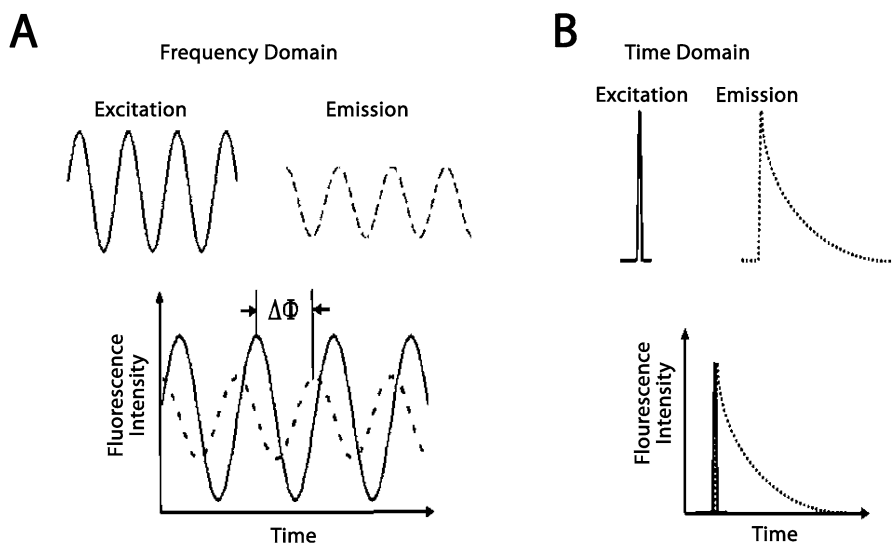 A
Frequency Domain
Excitation
Emission
ΔΦ
Fluorescence
Intensity
Time
B
Time Domain
Excitation
Emission
Flourescence
Intensity
Time